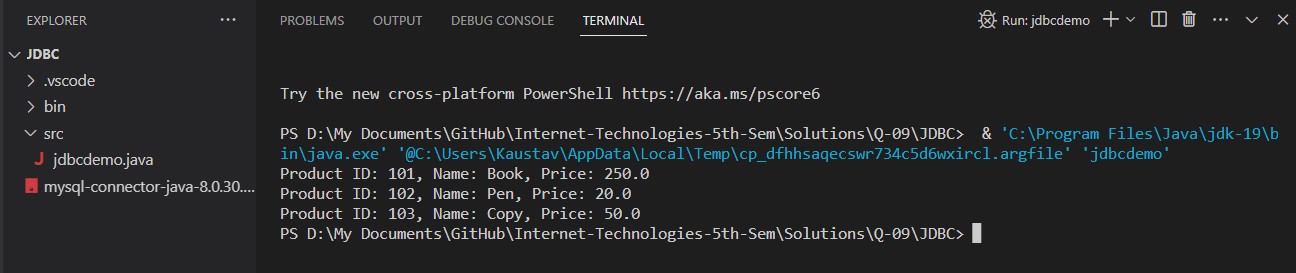 EXPLORER
JDBC
.vscode
bin
src
J jdbcdemo.java
mysql-connector-java-8.0.30....
PROBLEMS OUTPUT DEBUG CONSOLE TERMINAL
Run: jdbcdemo
Try the new cross-platform PowerShell https://aka.ms/pscore6
PS D:\My Documents\GitHub\Internet-Technologies-5th-Sem\Solutions\Q-09\JDBC>  & 'C:\Program Files\Java\jdk-19\b
in\java.exe' '@C:\Users\Kaustav\AppData\Local\Temp\cp_dfhhsaqecswr734c5d6wxircl.argfile' 'jdbcdemo'
Product ID: 101, Name: Book, Price: 250.0
Product ID: 102, Name: Pen, Price: 20.0
Product ID: 103, Name: Copy, Price: 50.0
PS D:\My Documents\GitHub\Internet-Technologies-5th-Sem\Solutions\Q-09\JDBC>